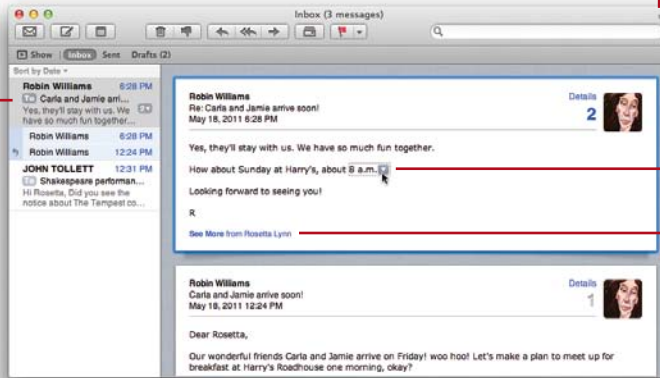 Inbox (3 messages)
Show Inbox Sent Drafts (2)
Sort by Date
Robin Williams 6:28 PM
To Carla and Jamie arri...
Yes, they'll stay with us. We
have so much fun together...
Robin Williams 6:28 PM
Robin Williams 12:24 PM
JOHN TOLLETT 12:31 PM
To Shakespeare performan...
Hi Rosetta, Did you see the
notice about The Tempest co...
Robin Williams Details
Re: Carla and Jamie arrive soon! 2
May 18, 2011 6:28 PM
Yes, they'll stay with us. We have so much fun together.
How about Sunday at Harry's, about 8 a.m.
Looking forward to seeing you!
R
See More from Rosetta Lynn
Robin Williams Details
Carla and Jamie arrive soon! 1
May 18, 2011 12:24 PM
Dear Rosetta,
Our wonderful friends Carla and Jamie arrive on Friday! woo hoo! Let's make a plan to meet up for
breakfast at Harry's Roadhouse one morning, okay?